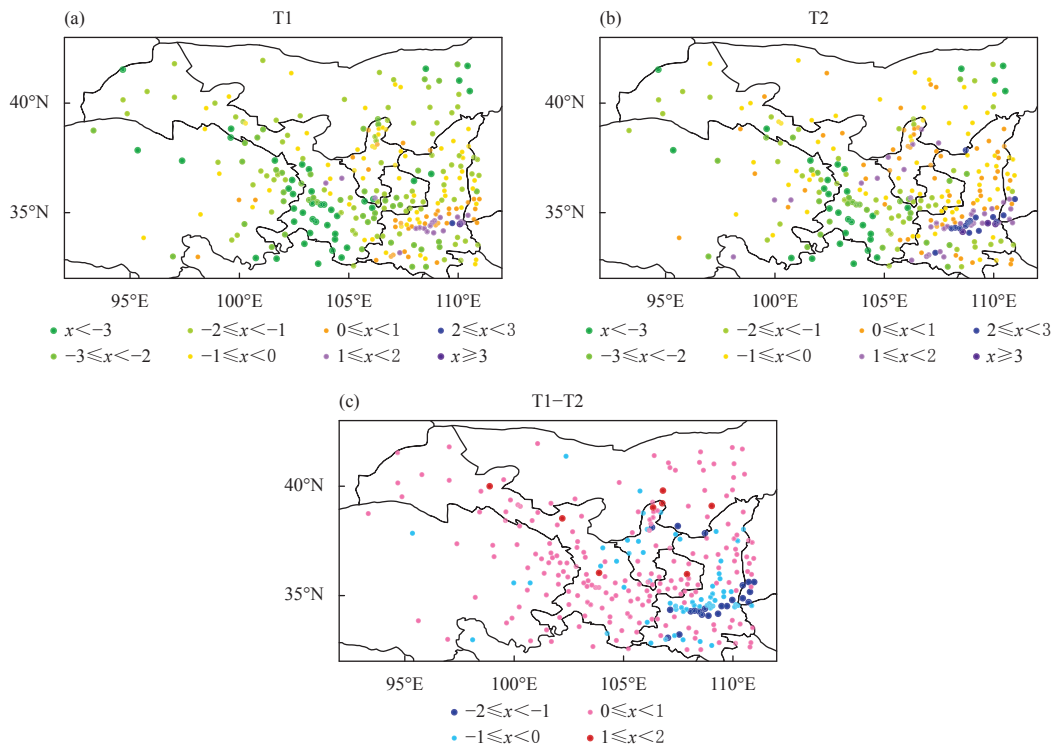 (a) T1
(b) T2
40°N
35°N
95°E 100°E 105°E 110°E
x<−3 −2≤x<−1 0≤x<1 2≤x<3
−3≤x<−2 −1≤x<0 1≤x<2 x≥3
40°N
35°N
95°E 100°E 105°E 110°E
x<−3 −2≤x<−1 0≤x<1 2≤x<3
−3≤x<−2 −1≤x<0 1≤x<2 x≥3
(c) T1−T2
40°N
35°N
95°E 100°E 105°E 110°E
−2≤x<−1 0≤x<1
−1≤x<0 1≤x<2